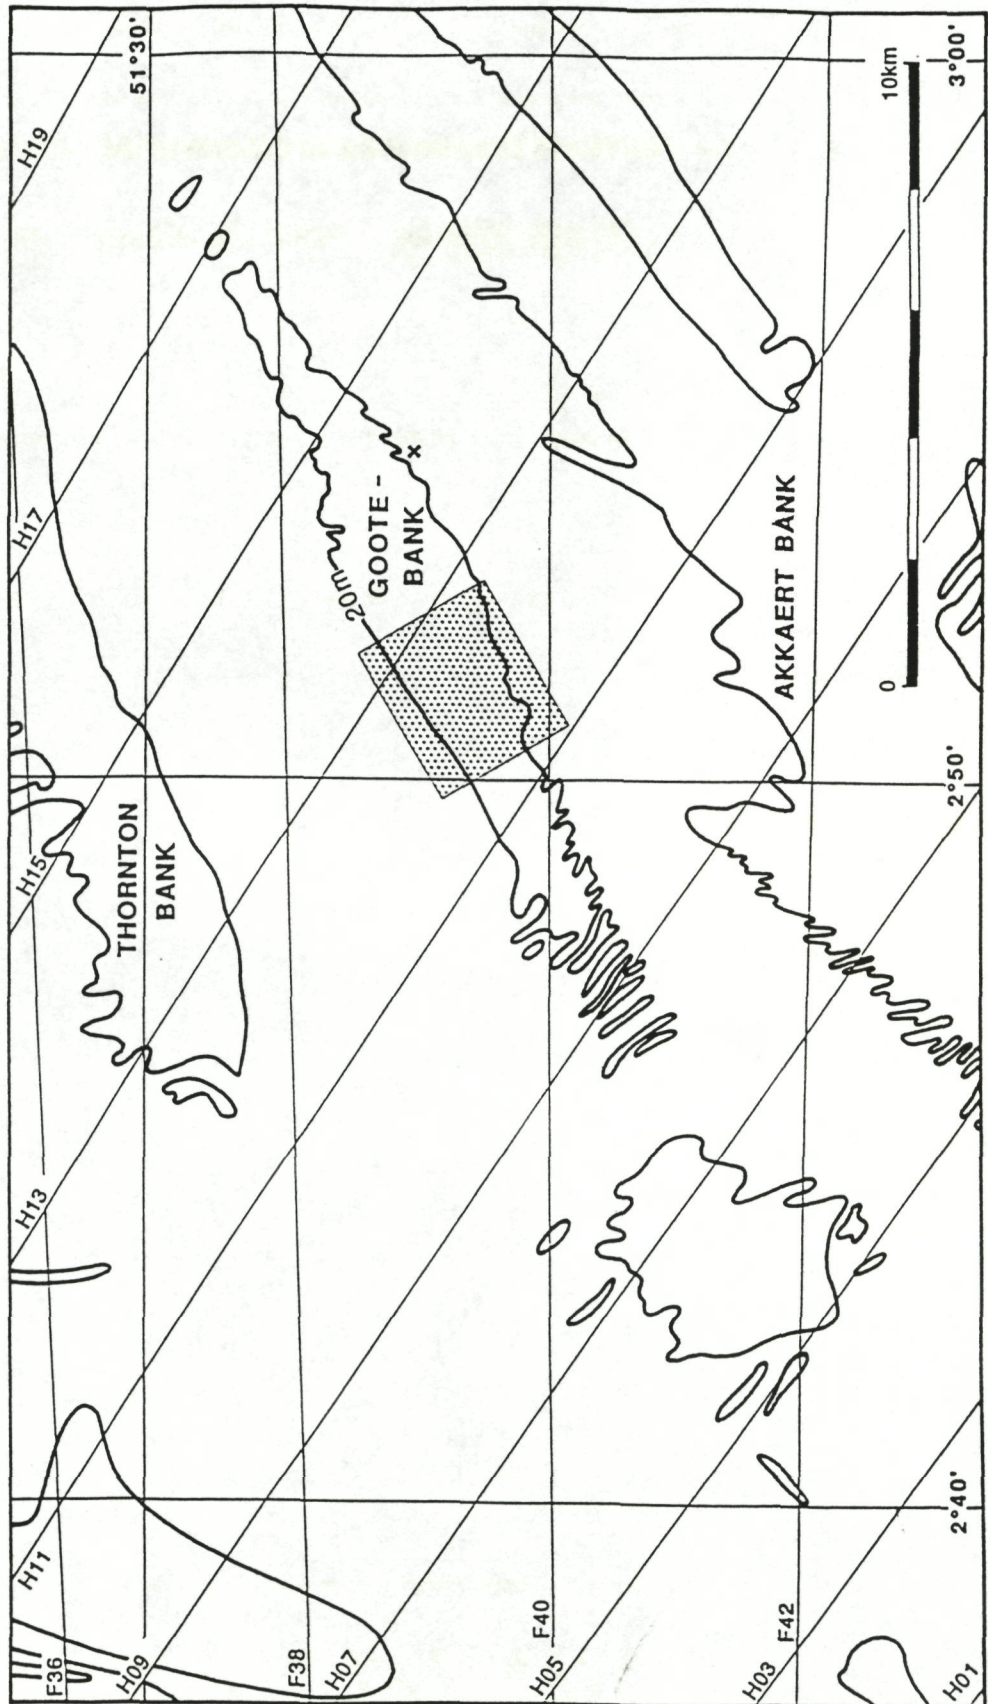 H19
51°30'
H17
H15
H13
H11
F36
H09
F38
H07
F40
H05
F42
H03
H01
THORNTON
BANK
20m
GOOTE -
BANK
x
AKKAERT BANK
0
10km
3°00'
2°50'
2°40'